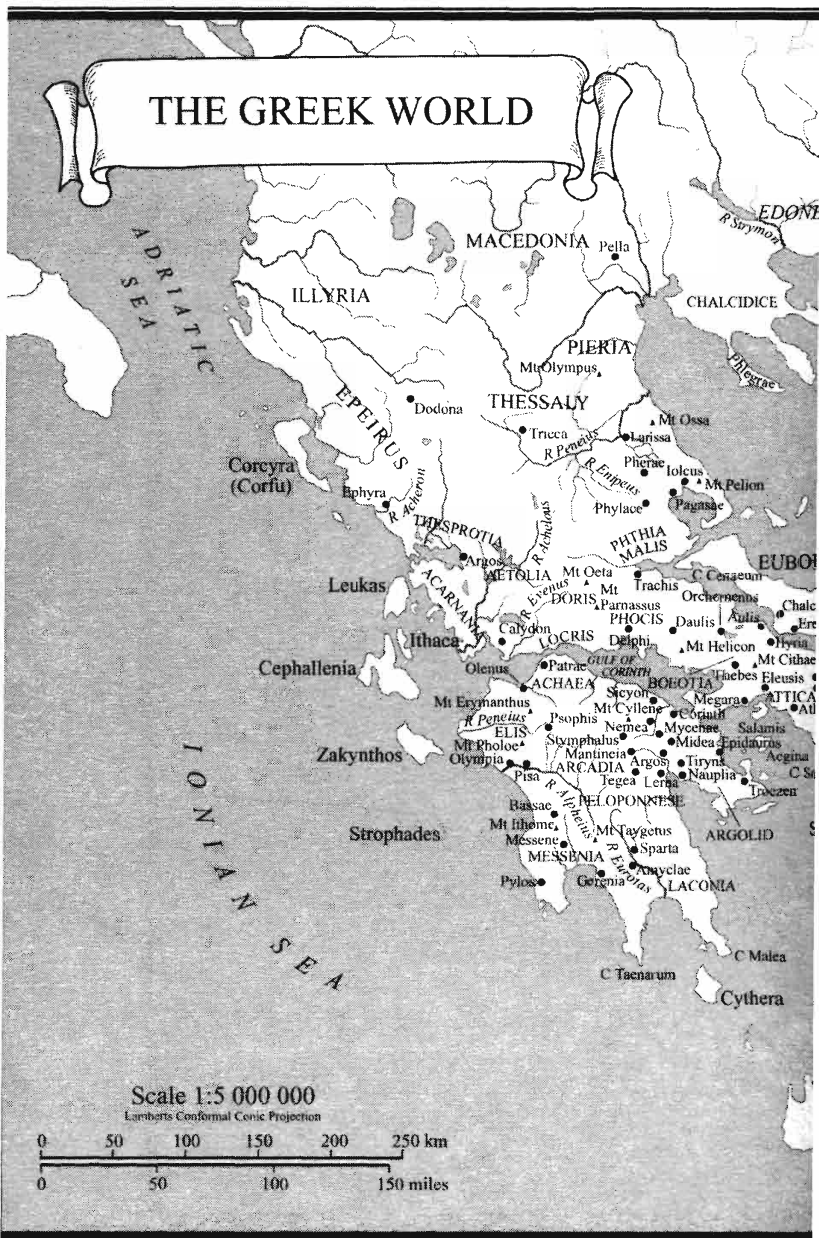 THE GREEK WORLD
ADRIATIC
SEA
R Strymon
MACEDONIA
Pella
ILLYRIA
CHALCIDICE
PIERIA
Mt Olympus
Phlegrae
EPEIRUS
Dodona
THESSALY
Mt Ossa
Tricca
R Peneius
Larissa
Corcyra
(Corfu)
Pherae
Iolcus
R Enipeus
Mt Pelion
Ephyra
R Acheron
Phylace
Pagasae
THESPROTIA
R Achelous
PHTHIA
MALIS
Argos
AETOLIA
Mt Oeta
Trachis
C Cenaeum
Leukas
ACARNANIA
R Evenus
DORIS
Mt
Parnassus
Orchomenus
Ithaca
Calydon
LOCRIS
PHOCIS
Delphi
Daulis
Aulis
Hyria
Mt Helicon
Cephallenia
Olenus
Patrae
GULF OF
CORINTH
Thebes
ACHAEA
BOEOTIA
Eleusis
Mt Erymanthus
Sicyon
Megara
ATTICA
R Peneius
Mt Cyllene
Corinth
ELIS
Psophis
Nemea
Mycenae
Salamis
Zakynthos
Mt Pholoe
Stymphalus
Midea
Epidaurus
Olympia
Mantineia
Argos
Tiryns
Aegina
Pisa
ARCADIA
Tegea
Lerna
Nauplia
Troezen
R Alpheius
PELOPONNESE
Bassae
Strophades
Mt Ithome
Mt Taygetus
ARGOLID
Messene
MESSENIA
Sparta
R Eurotas
Amyclae
Pylos
Gerenia
LACONIA
IONIAN SEA
C Malea
C Taenarum
Cythera
Scale 1:5 000 000
Lamberts Conformal Conic Projection
0 50 100 150 200 250 km
0 50 100 150 miles